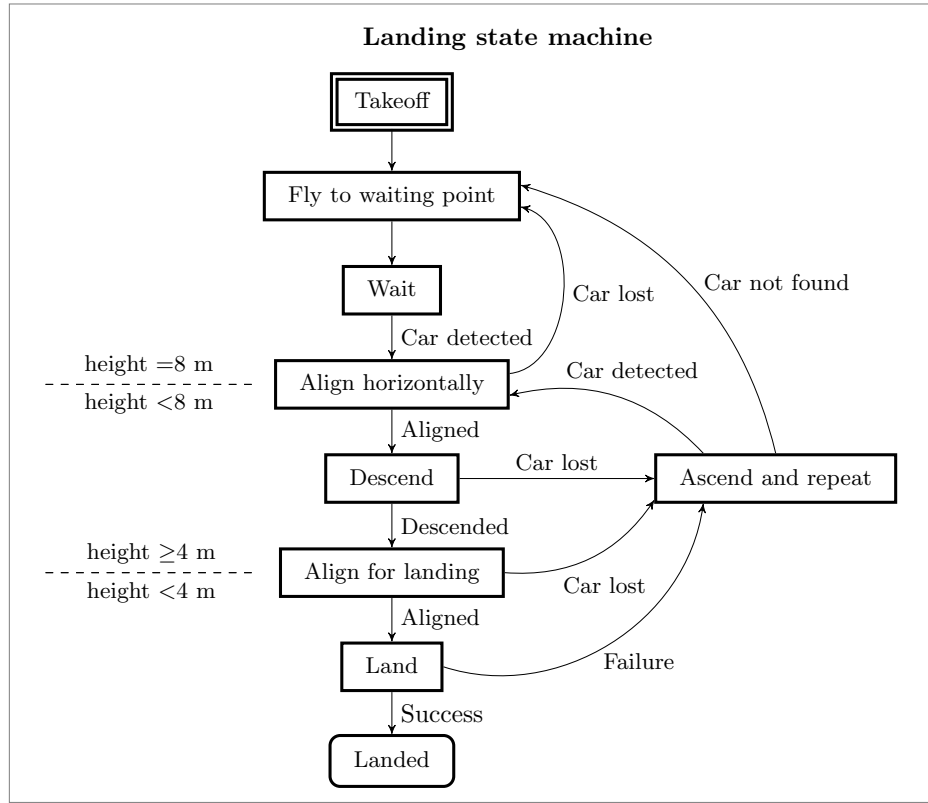 Landing state machine
Takeoff
Fly to waiting point
Car not found
Car lost
Wait
Car detected
height =8 m
height <8 m
Align horizontally
Car detected
Aligned
Descend
Car lost
Ascend and repeat
Descended
height ≥4 m
height <4 m
Align for landing
Car lost
Aligned
Land
Failure
Success
Landed